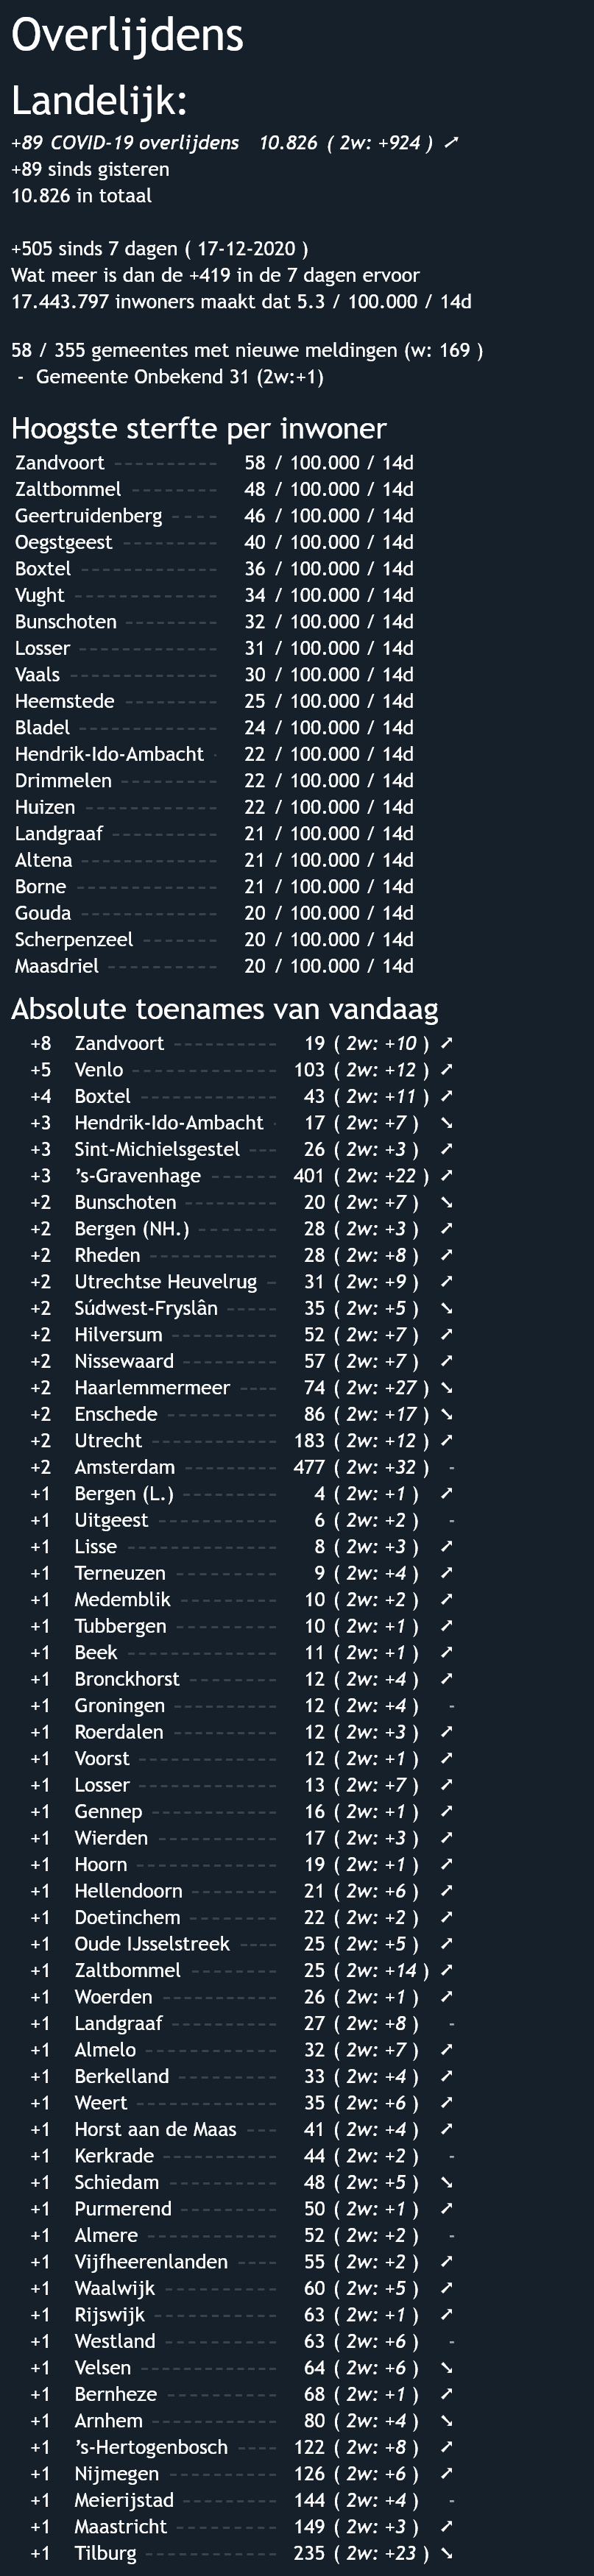 Overlijdens
Landelijk:
+89 COVID-19 overlijdens 10.826 ( 2w: +924 ) ➚
+89 sinds gisteren
10.826 in totaal
+505 sinds 7 dagen ( 17-12-2020 )
Wat meer is dan de +419 in de 7 dagen ervoor
17.443.797 inwoners maakt dat 5.3 / 100.000 / 14d
58 / 355 gemeentes met nieuwe meldingen (w: 169 )
- Gemeente Onbekend 31 (2w:+1)
Hoogste sterfte per inwoner
Zandvoort ---------- 58 / 100.000 / 14d
Zaltbommel -------- 48 / 100.000 / 14d
Geertruidenberg ---- 46 / 100.000 / 14d
Oegstgeest ---------- 40 / 100.000 / 14d
Boxtel ------------- 36 / 100.000 / 14d
Vught -------------- 34 / 100.000 / 14d
Bunschoten --------- 32 / 100.000 / 14d
Losser ------------- 31 / 100.000 / 14d
Vaals -------------- 30 / 100.000 / 14d
Heemstede --------- 25 / 100.000 / 14d
Bladel ------------- 24 / 100.000 / 14d
Hendrik-Ido-Ambacht - 22 / 100.000 / 14d
Drimmelen --------- 22 / 100.000 / 14d
Huizen ------------- 22 / 100.000 / 14d
Landgraaf ---------- 21 / 100.000 / 14d
Altena ------------- 21 / 100.000 / 14d
Borne -------------- 21 / 100.000 / 14d
Gouda ------------- 20 / 100.000 / 14d
Scherpenzeel ------- 20 / 100.000 / 14d
Maasdriel ---------- 20 / 100.000 / 14d
Absolute toenames van vandaag
+8 Zandvoort ---------- 19 ( 2w: +10 ) ➚
+5 Venlo -------------- 103 ( 2w: +12 ) ➚
+4 Boxtel ------------- 43 ( 2w: +11 ) ➚
+3 Hendrik-Ido-Ambacht - 17 ( 2w: +7 ) ➘
+3 Sint-Michielsgestel --- 26 ( 2w: +3 ) ➚
+3 ’s-Gravenhage ------ 401 ( 2w: +22 ) ➚
+2 Bunschoten --------- 20 ( 2w: +7 ) ➘
+2 Bergen (NH.) ------- 28 ( 2w: +3 ) ➚
+2 Rheden ------------ 28 ( 2w: +8 ) ➚
+2 Utrechtse Heuvelrug - 31 ( 2w: +9 ) ➚
+2 Súdwest-Fryslân ----- 35 ( 2w: +5 ) ➘
+2 Hilversum ---------- 52 ( 2w: +7 ) ➚
+2 Nissewaard --------- 57 ( 2w: +7 ) ➚
+2 Haarlemmermeer ---- 74 ( 2w: +27 ) ➘
+2 Enschede ---------- 86 ( 2w: +17 ) ➘
+2 Utrecht ------------ 183 ( 2w: +12 ) ➚
+2 Amsterdam --------- 477 ( 2w: +32 ) -
+1 Bergen (L.) --------- 4 ( 2w: +1 ) ➚
+1 Uitgeest ----------- 6 ( 2w: +2 ) -
+1 Lisse -------------- 8 ( 2w: +3 ) ➚
+1 Terneuzen ---------- 9 ( 2w: +4 ) ➚
+1 Medemblik --------- 10 ( 2w: +2 ) ➚
+1 Tubbergen ---------- 10 ( 2w: +1 ) ➚
+1 Beek -------------- 11 ( 2w: +1 ) ➚
+1 Bronckhorst -------- 12 ( 2w: +4 ) ➚
+1 Groningen ---------- 12 ( 2w: +4 ) -
+1 Roerdalen ---------- 12 ( 2w: +3 ) ➚
+1 Voorst ------------- 12 ( 2w: +1 ) ➚
+1 Losser ------------- 13 ( 2w: +7 ) ➚
+1 Gennep ------------ 16 ( 2w: +1 ) ➚
+1 Wierden ------------ 17 ( 2w: +3 ) ➚
+1 Hoorn ------------- 19 ( 2w: +1 ) ➚
+1 Hellendoorn -------- 21 ( 2w: +6 ) ➚
+1 Doetinchem --------- 22 ( 2w: +2 ) ➚
+1 Oude IJsselstreek ---- 25 ( 2w: +5 ) ➚
+1 Zaltbommel -------- 25 ( 2w: +14 ) ➚
+1 Woerden ----------- 26 ( 2w: +1 ) ➚
+1 Landgraaf ---------- 27 ( 2w: +8 ) -
+1 Almelo ------------ 32 ( 2w: +7 ) ➚
+1 Berkelland ---------- 33 ( 2w: +4 ) ➚
+1 Weert ------------- 35 ( 2w: +6 ) ➚
+1 Horst aan de Maas --- 41 ( 2w: +4 ) ➚
+1 Kerkrade ----------- 44 ( 2w: +2 ) -
+1 Schiedam ----------- 48 ( 2w: +5 ) ➘
+1 Purmerend ---------- 50 ( 2w: +1 ) ➚
+1 Almere ------------ 52 ( 2w: +2 ) -
+1 Vijfheerenlanden ---- 55 ( 2w: +2 ) ➚
+1 Waalwijk ----------- 60 ( 2w: +5 ) ➚
+1 Rijswijk ------------ 63 ( 2w: +1 ) ➚
+1 Westland ----------- 63 ( 2w: +6 ) -
+1 Velsen ------------- 64 ( 2w: +6 ) ➘
+1 Bernheze ----------- 68 ( 2w: +1 ) ➚
+1 Arnhem ------------ 80 ( 2w: +4 ) ➘
+1 ’s-Hertogenbosch ---- 122 ( 2w: +8 ) ➚
+1 Nijmegen ----------- 126 ( 2w: +6 ) ➚
+1 Meierijstad --------- 144 ( 2w: +4 ) -
+1 Maastricht ---------- 149 ( 2w: +3 ) ➚
+1 Tilburg ------------- 235 ( 2w: +23 ) ➘